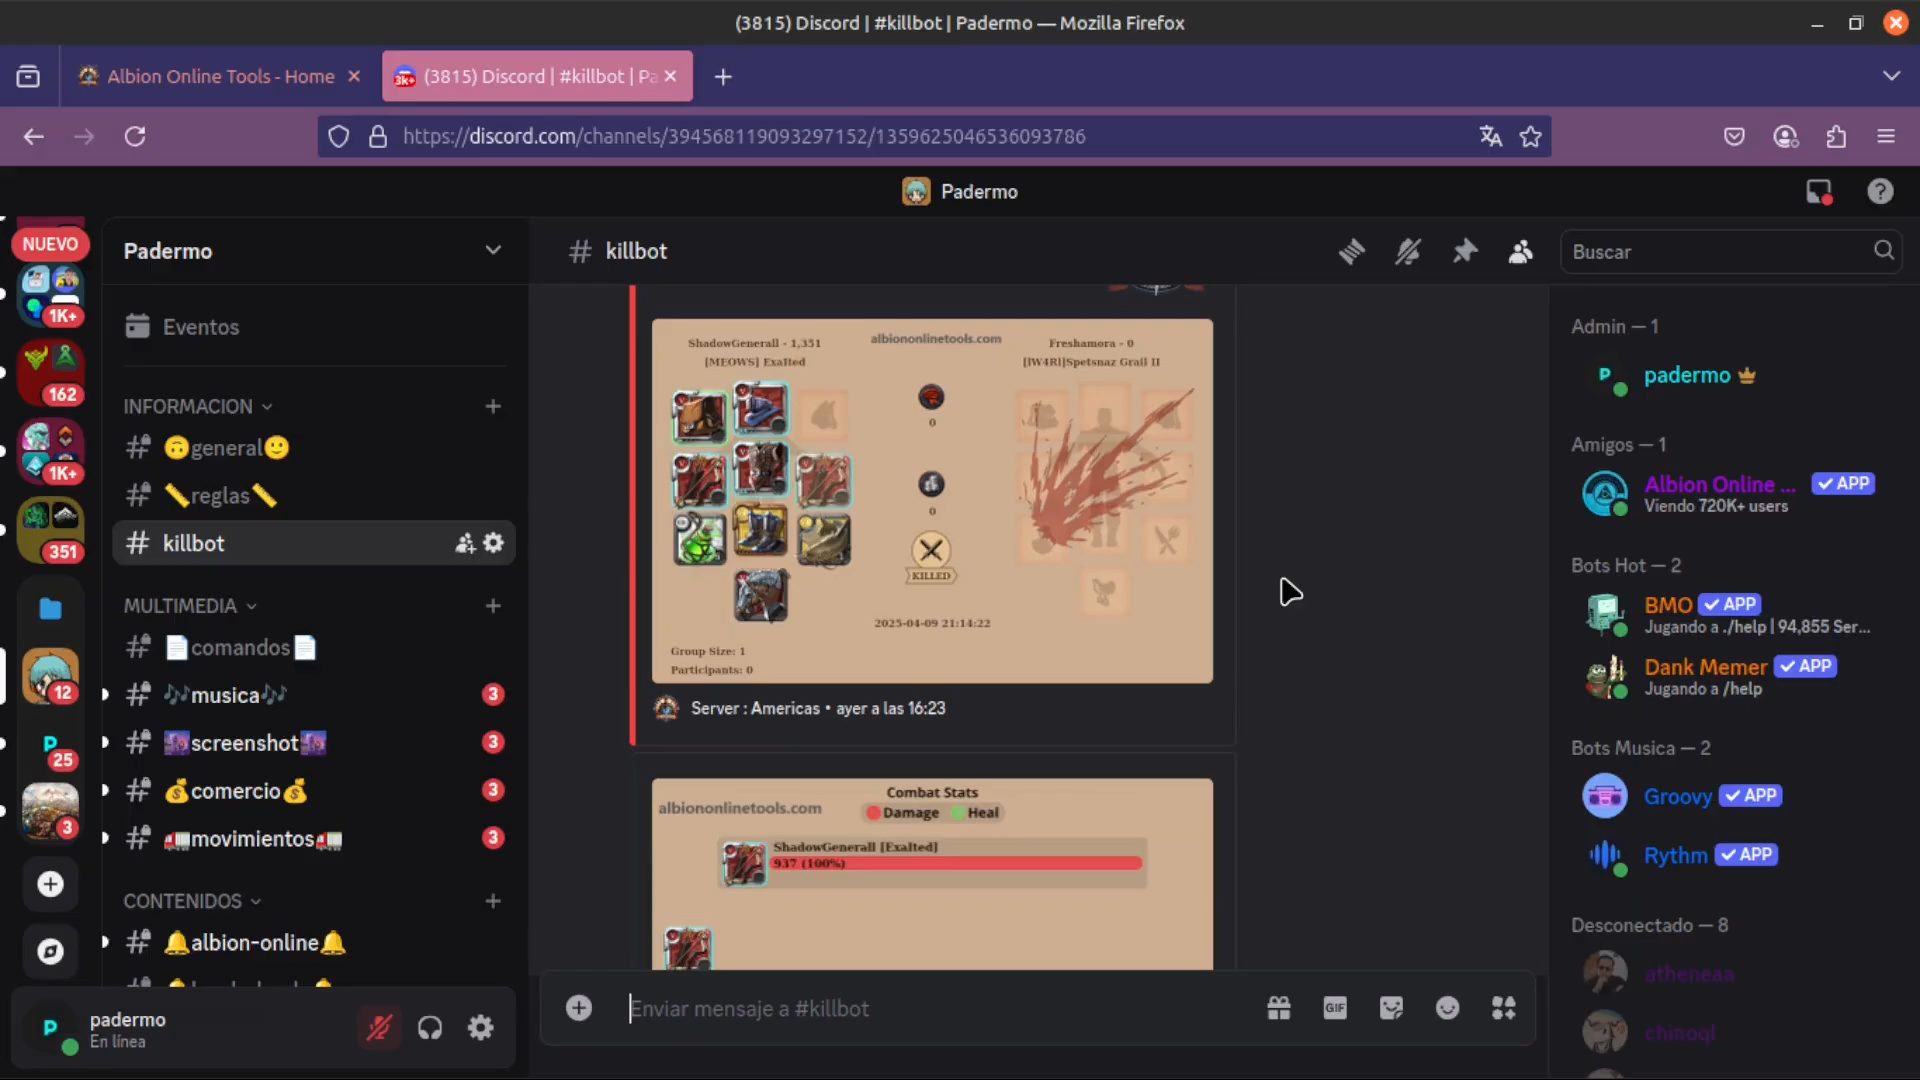 (3815) Discord | #killbot | Padermo — Mozilla Firefox
Albion Online Tools - Home
3k+
(3815) Discord | #killbot | Pa
https://discord.com/channels/394568119093297152/1359625046536093786
Padermo
NUEVO
1K+
162
1K+
351
12
25
3
Padermo
Eventos
INFORMACION
🙃general🙂
📏reglas📏
killbot
MULTIMEDIA
📄comandos📄
🎶musica🎶
3
🌆screenshot🌆
3
💰comercio💰
3
🚛movimientos🚛
3
CONTENIDOS
🔔albion-online🔔
padermo
En línea
# killbot
ShadowGenerall - 1,351
[MEOWS] Exalted
albiononlinetools.com
Freshamora - 0
[[W4R]]Spetsnaz Grail II
0
0
KILLED
2025-04-09 21:14:22
Group Size: 1
Participants: 0
Server : Americas • ayer a las 16:23
Combat Stats
albiononlinetools.com
Damage
Heal
ShadowGenerall [Exalted]
937 (100%)
Enviar mensaje a #killbot
GIF
Buscar
Admin — 1
padermo
Amigos — 1
Albion Online ...
APP
Viendo 720K+ users
Bots Hot — 2
BMO
APP
Jugando a ./help | 94,855 Ser...
Dank Memer
APP
Jugando a /help
Bots Musica — 2
Groovy
APP
Rythm
APP
Desconectado — 8
atheneaa
chinoql